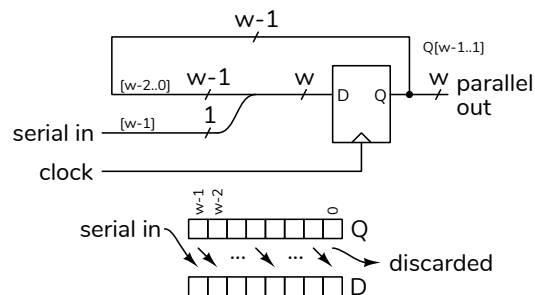 w-1
Q[w-1..1]
[w-2..0]
w-1
w
D
Q
w
parallel
out
serial in
[w-1]
1
clock
w-1
w-2
0
serial in
Q
...
...
discarded
D